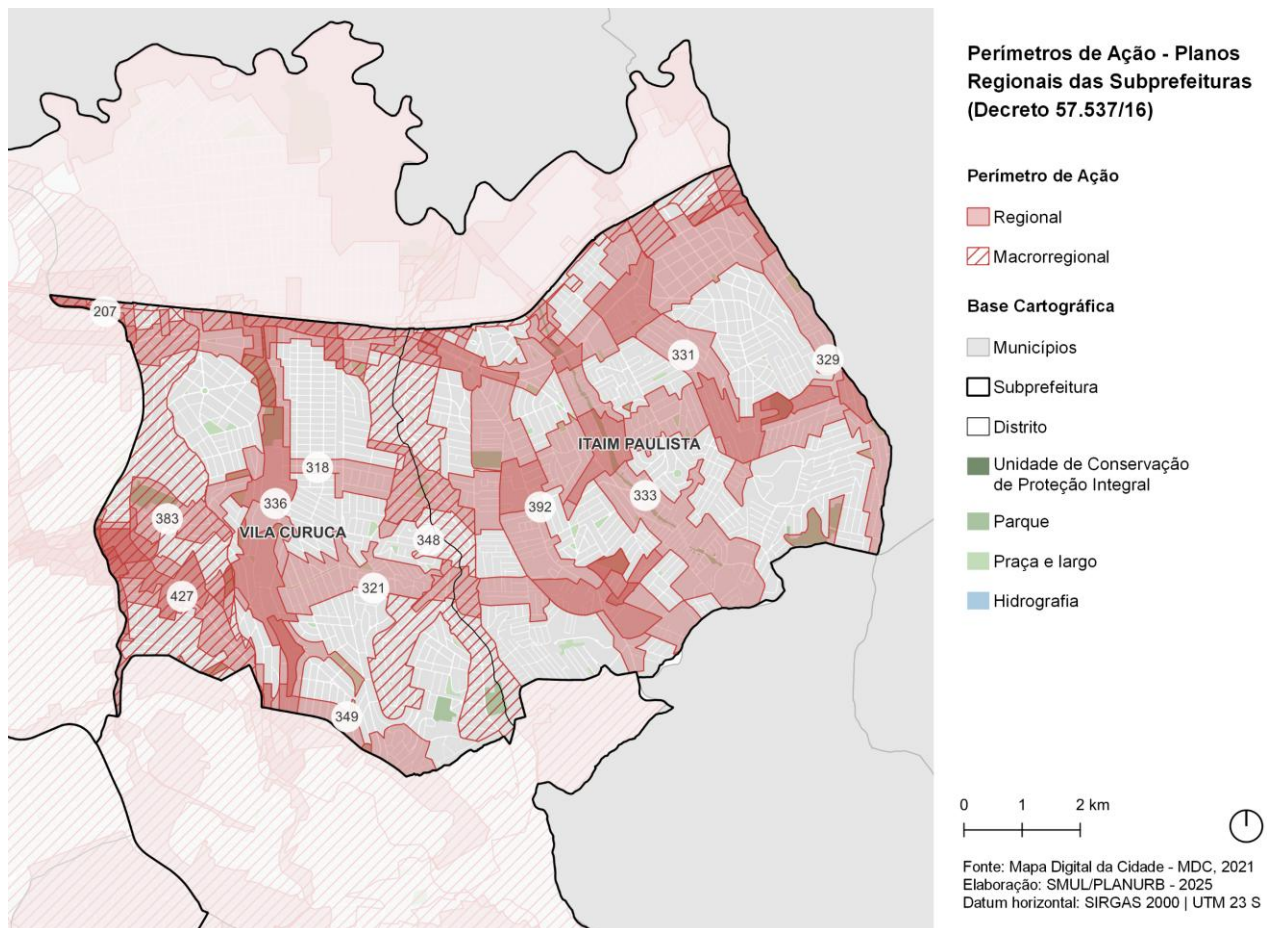 Perímetros de Ação - Planos
Regionais das Subprefeituras
(Decreto 57.537/16)
Perímetro de Ação
Regional
Macrorregional
Base Cartográfica
Municípios
Subprefeitura
Distrito
Unidade de Conservação
de Proteção Integral
Parque
Praça e largo
Hidrografia
207
331
329
ITAIM PAULISTA
318
336
333
392
383
VILA CURUCA
348
321
427
349
0 1 2 km
Fonte: Mapa Digital da Cidade - MDC, 2021
Elaboração: SMUL/PLANURB - 2025
Datum horizontal: SIRGAS 2000 | UTM 23 S